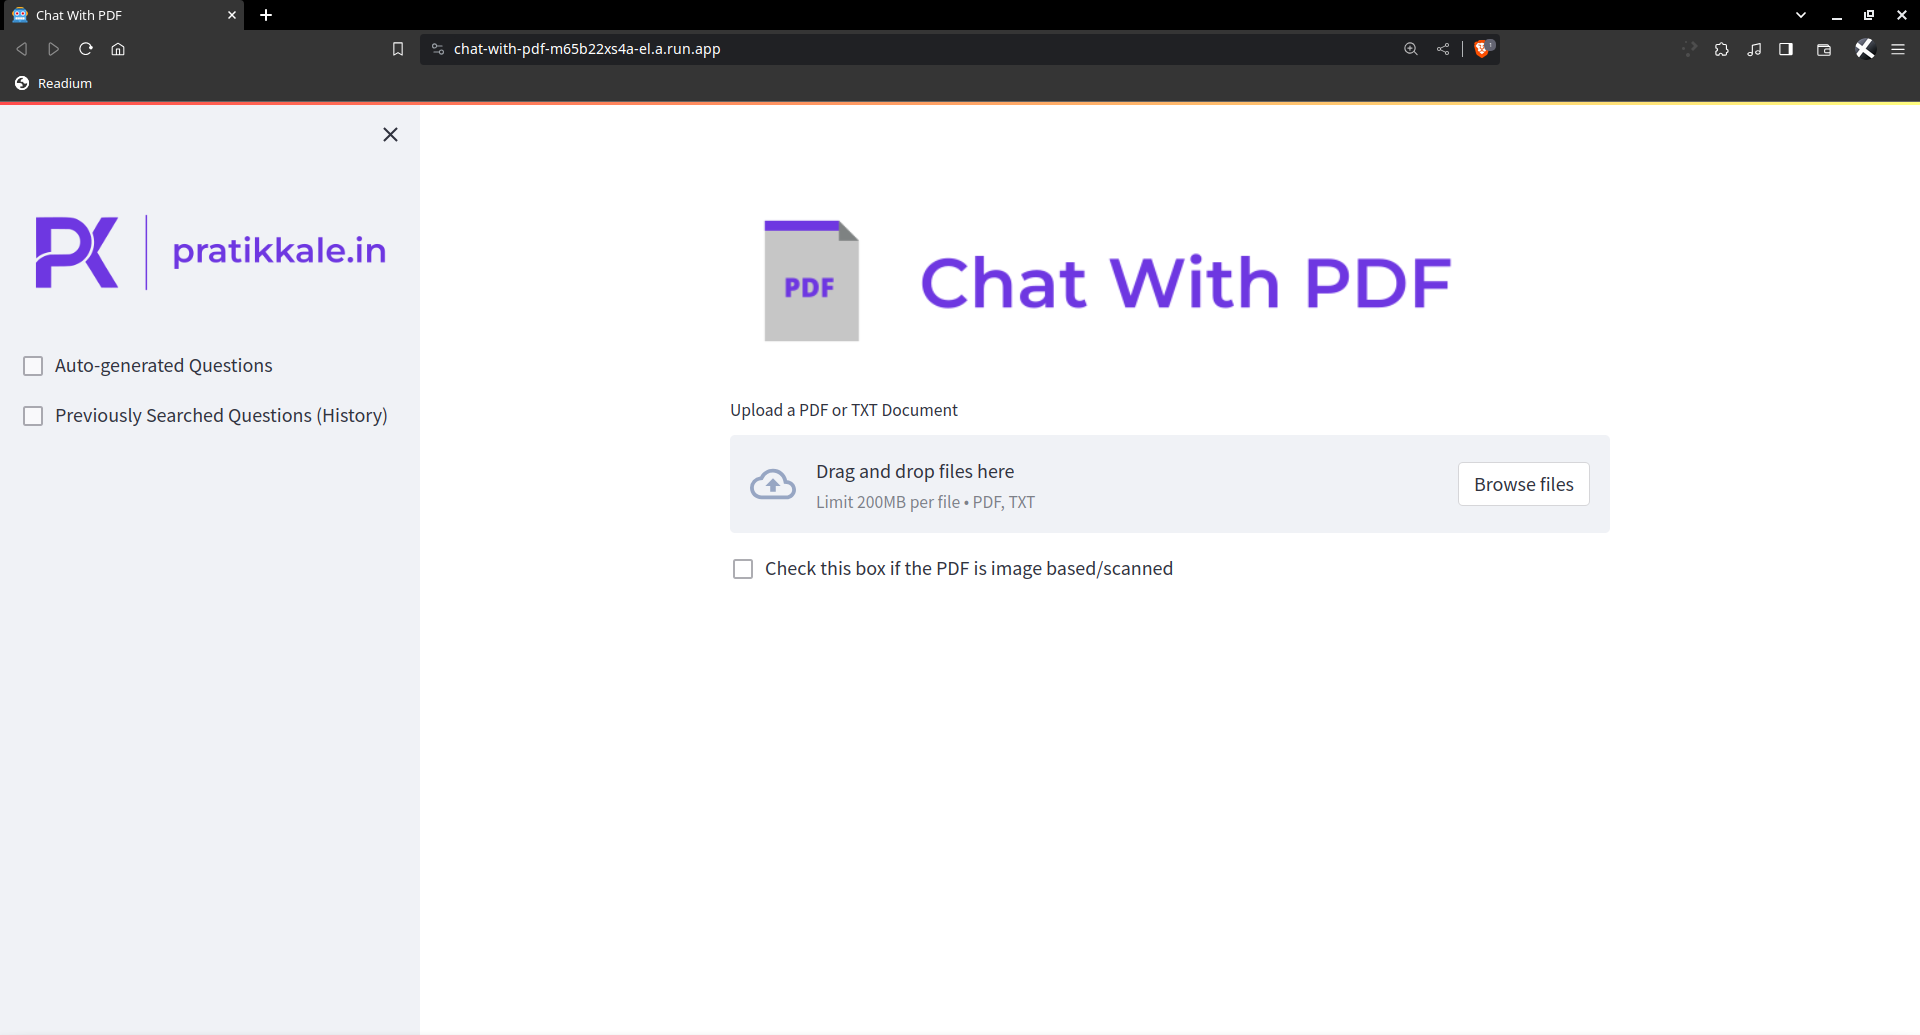 Chat With PDF
chat-with-pdf-m65b22xs4a-el.a.run.app
1
Readium
PK
pratikkale.in
Auto-generated Questions
Previously Searched Questions (History)
PDF
Chat With PDF
Upload a PDF or TXT Document
Drag and drop files here
Limit 200MB per file • PDF, TXT
Browse files
Check this box if the PDF is image based/scanned